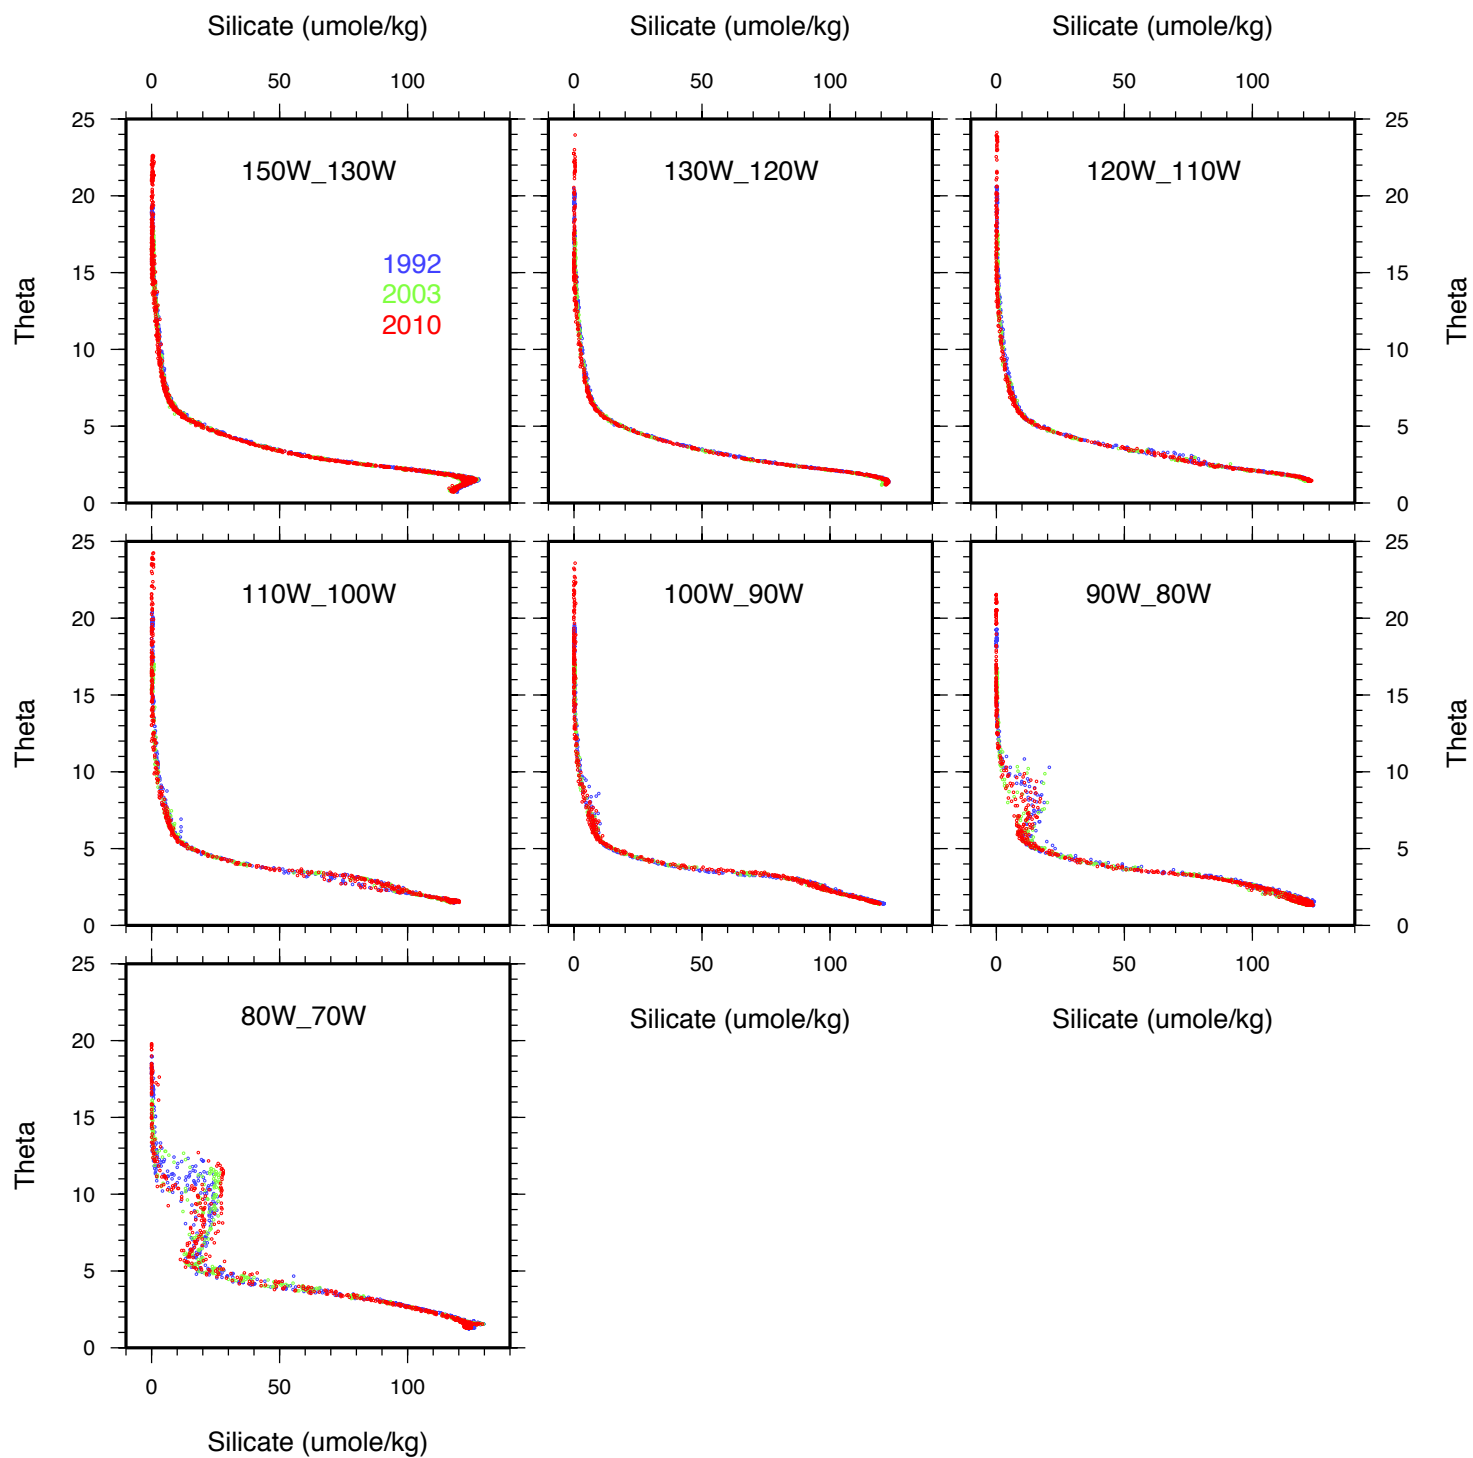 Silicate (umole/kg) Silicate (umole/kg) Silicate (umole/kg)
0 50 100 0 50 100 0 50 100
25 25
150W_130W 130W_120W 120W_110W
20 20
1992
15 15
2003
Theta Theta
2010
10 10
5 5
0 0
25 25
110W_100W 100W_90W 90W_80W
20 20
15 15
Theta Theta
10 10
5 5
0 0
0 50 100 0 50 100
25
80W_70W Silicate (umole/kg) Silicate (umole/kg)
20
15
Theta
10
5
0
0 50 100
Silicate (umole/kg)